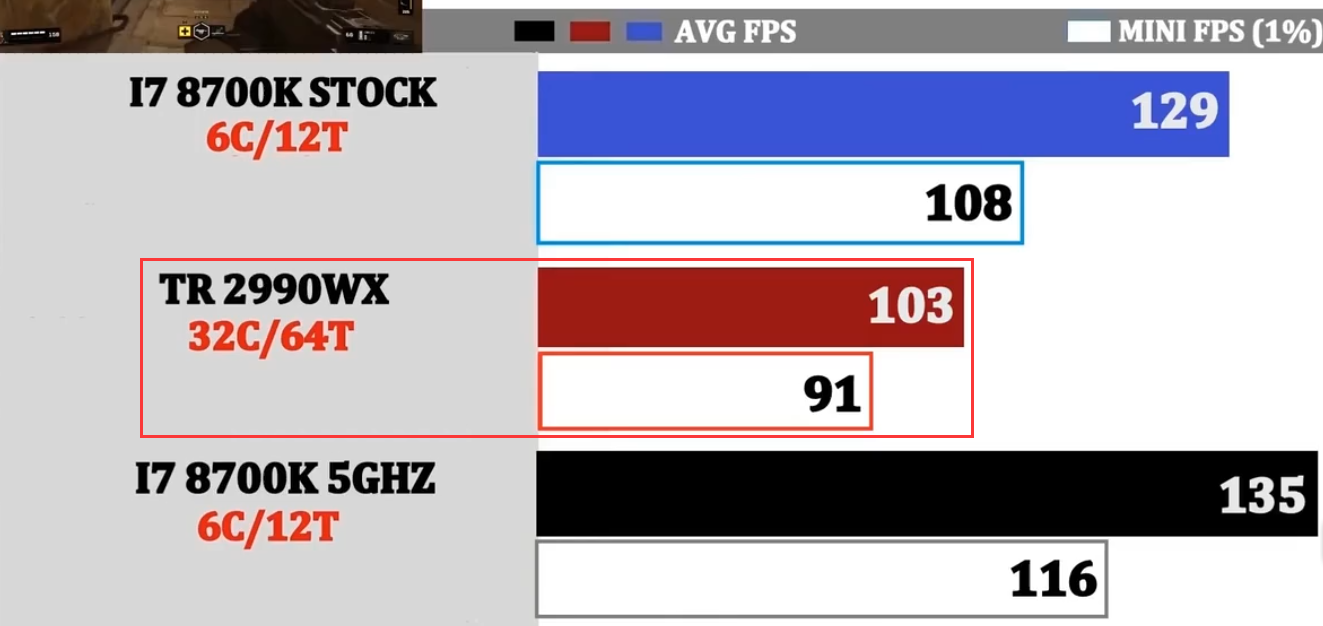 AVG FPS MINI FPS (1%)
I7 8700K STOCK
6C/12T
129
108
TR 2990WX
32C/64T
103
91
I7 8700K 5GHZ
6C/12T
135
116